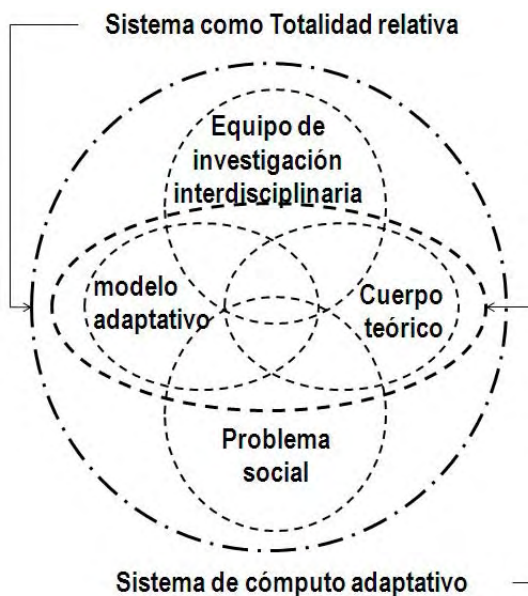 Sistema como Totalidad relativa
Equipo de
investigación
interdisciplinaria
modelo
adaptativo
Cuerpo
teórico
Problema
social
Sistema de cómputo adaptativo